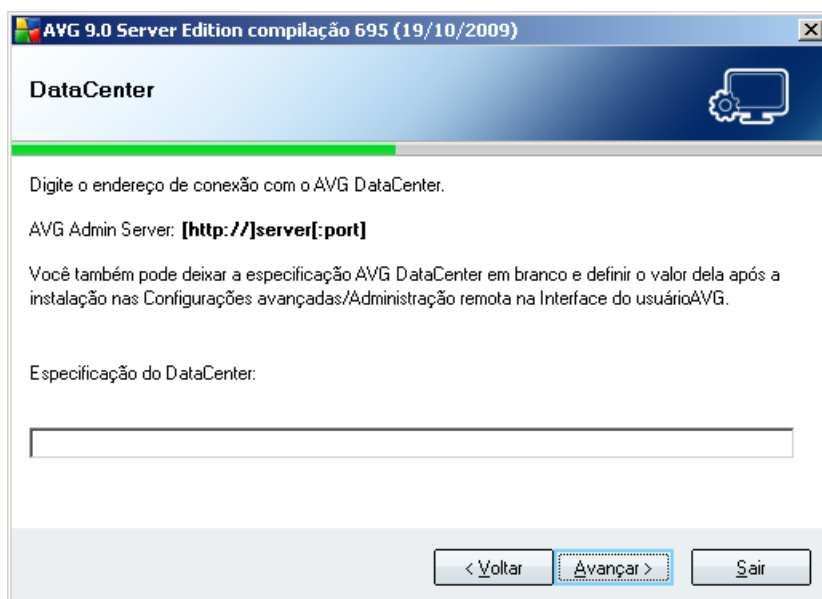 AVG 9.0 Server Edition compilação 695 (19/10/2009)
DataCenter
Digite o endereço de conexão com o AVG DataCenter.
AVG Admin Server: [http://]server[:port]
Você também pode deixar a especificação AVG DataCenter em branco e definir o valor dela após a
instalação nas Configurações avançadas/Administração remota na Interface do usuárioAVG.
Especificação do DataCenter:
< Voltar Avançar > Sair